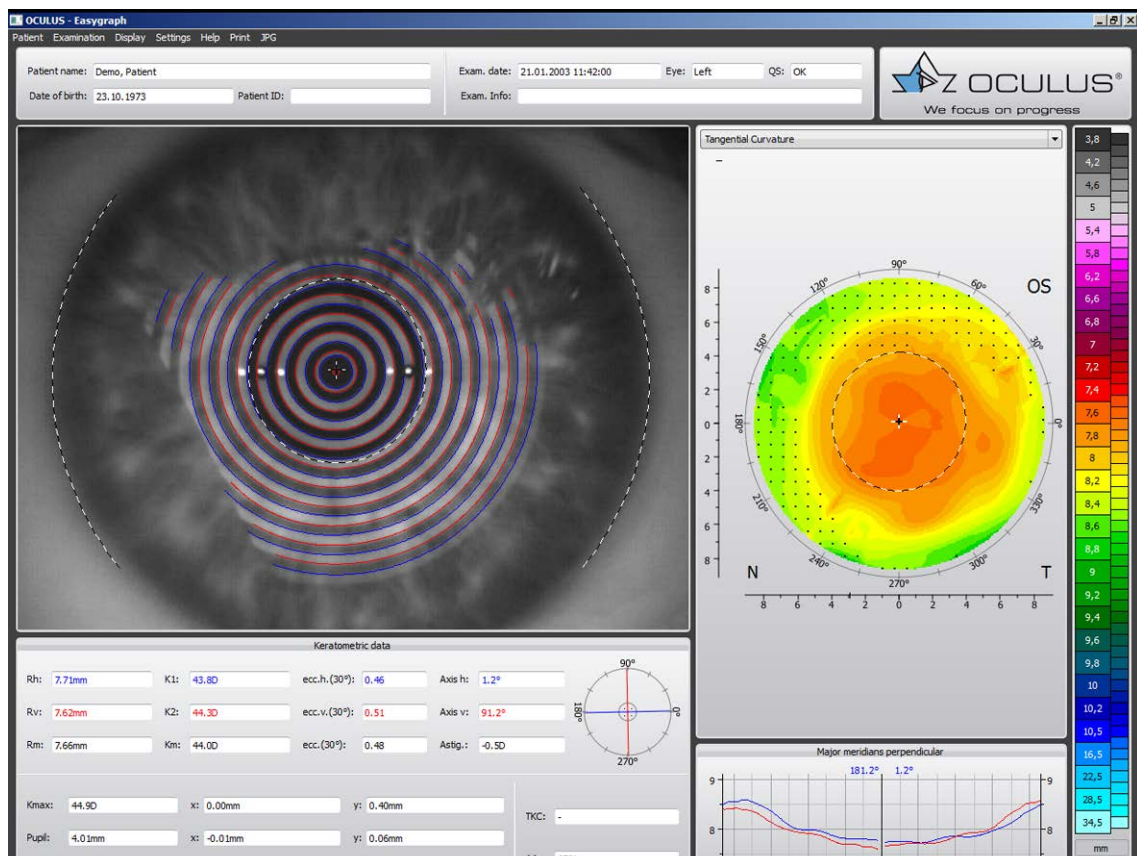 OCULUS - Easygraph
Patient Examination Display Settings Help Print JPG
Patient name: Demo, Patient
Exam. date: 21.01.2003 11:42:00 Eye: Left QS: OK
Date of birth: 23.10.1973 Patient ID:
Exam. Info:
OCULUS®
We focus on progress
Tangential Curvature
-
OS
90°
120° 60°
150° 30°
180° 0°
210° 330°
240° 300°
270°
8
6
4
2
0
2
4
6
8
N T
8 6 4 2 0 2 4 6 8
3,8
4,2
4,6
5
5,4
5,8
6,2
6,6
6,8
7
7,2
7,4
7,6
7,8
8
8,2
8,4
8,6
8,8
9
9,2
9,4
9,6
9,8
10
10,2
10,5
16,5
22,5
28,5
34,5
mm
Keratometric data
Rh: 7.71mm K1: 43.8D ecc.h.(30°): 0.46 Axis h: 1.2°
Rv: 7.62mm K2: 44.3D ecc.v.(30°): 0.51 Axis v: 91.2°
Rm: 7.66mm Km: 44.0D ecc.(30°): 0.48 Astig.: -0.5D
90°
180° 0°
270°
Kmax: 44.9D x: 0.00mm y: 0.40mm
Pupil: 4.01mm x: -0.01mm y: 0.06mm
TKC: -
Major meridians perpendicular
181.2° 1.2°
9 9
8 8